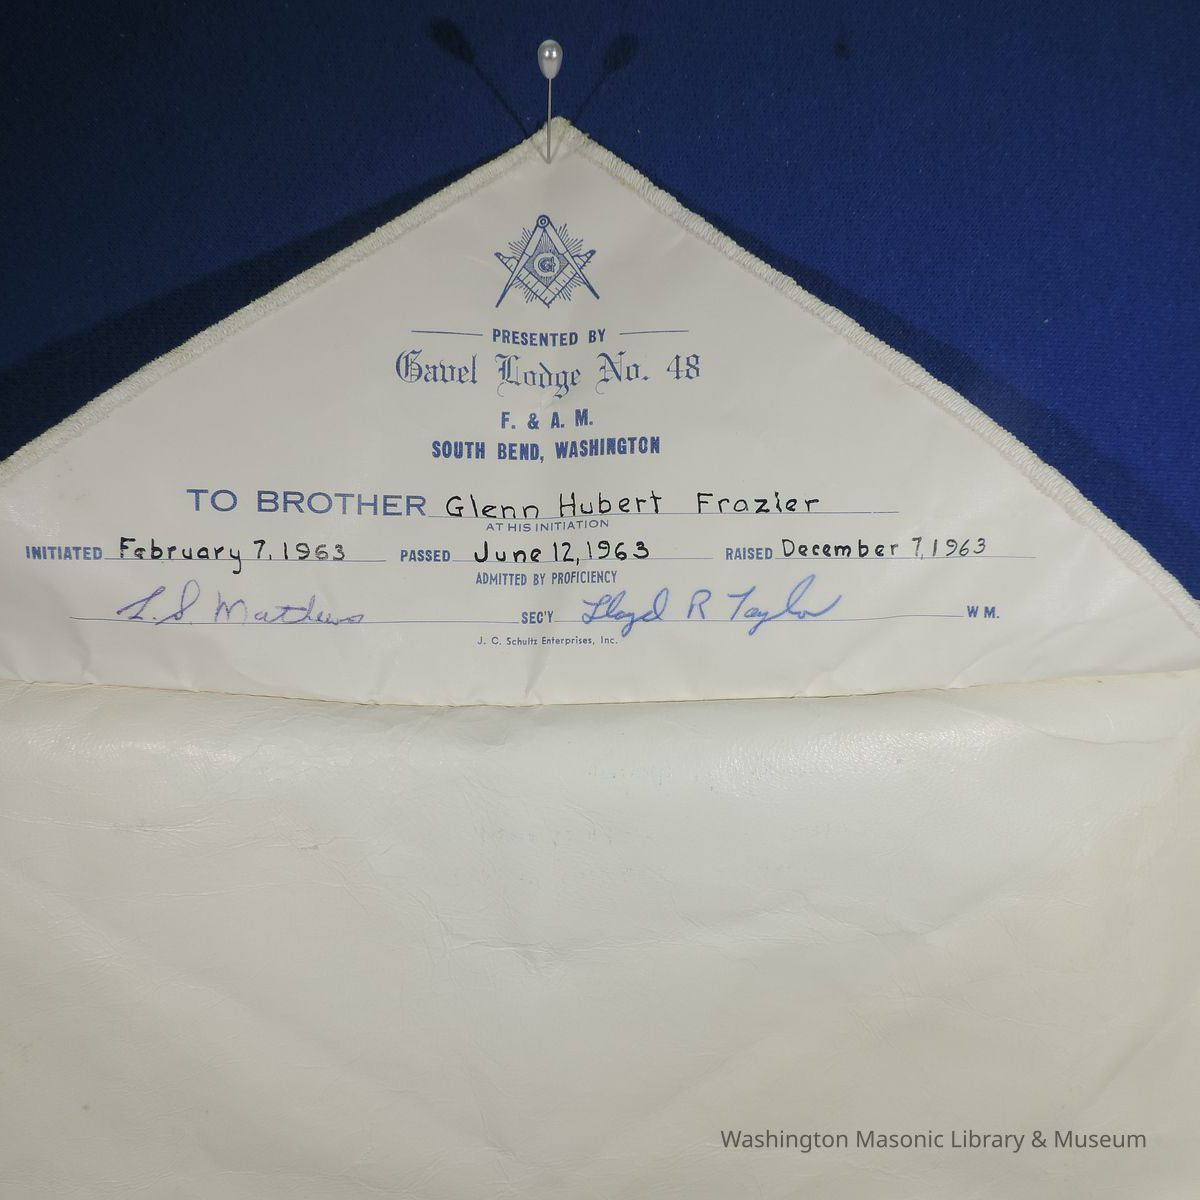 G
PRESENTED BY
Gavel Lodge No. 48
F. & A. M.
SOUTH BEND, WASHINGTON
TO BROTHER Glenn Hubert Frazier
AT HIS INITIATION
INITIATED February 7, 1963 PASSED June 12, 1963 RAISED December 7, 1963
ADMITTED BY PROFICIENCY
L. S. Mathews SEC'Y Lloyd R Taylor W M.
J. C. Schultz Enterprises, Inc.
Washington Masonic Library & Museum